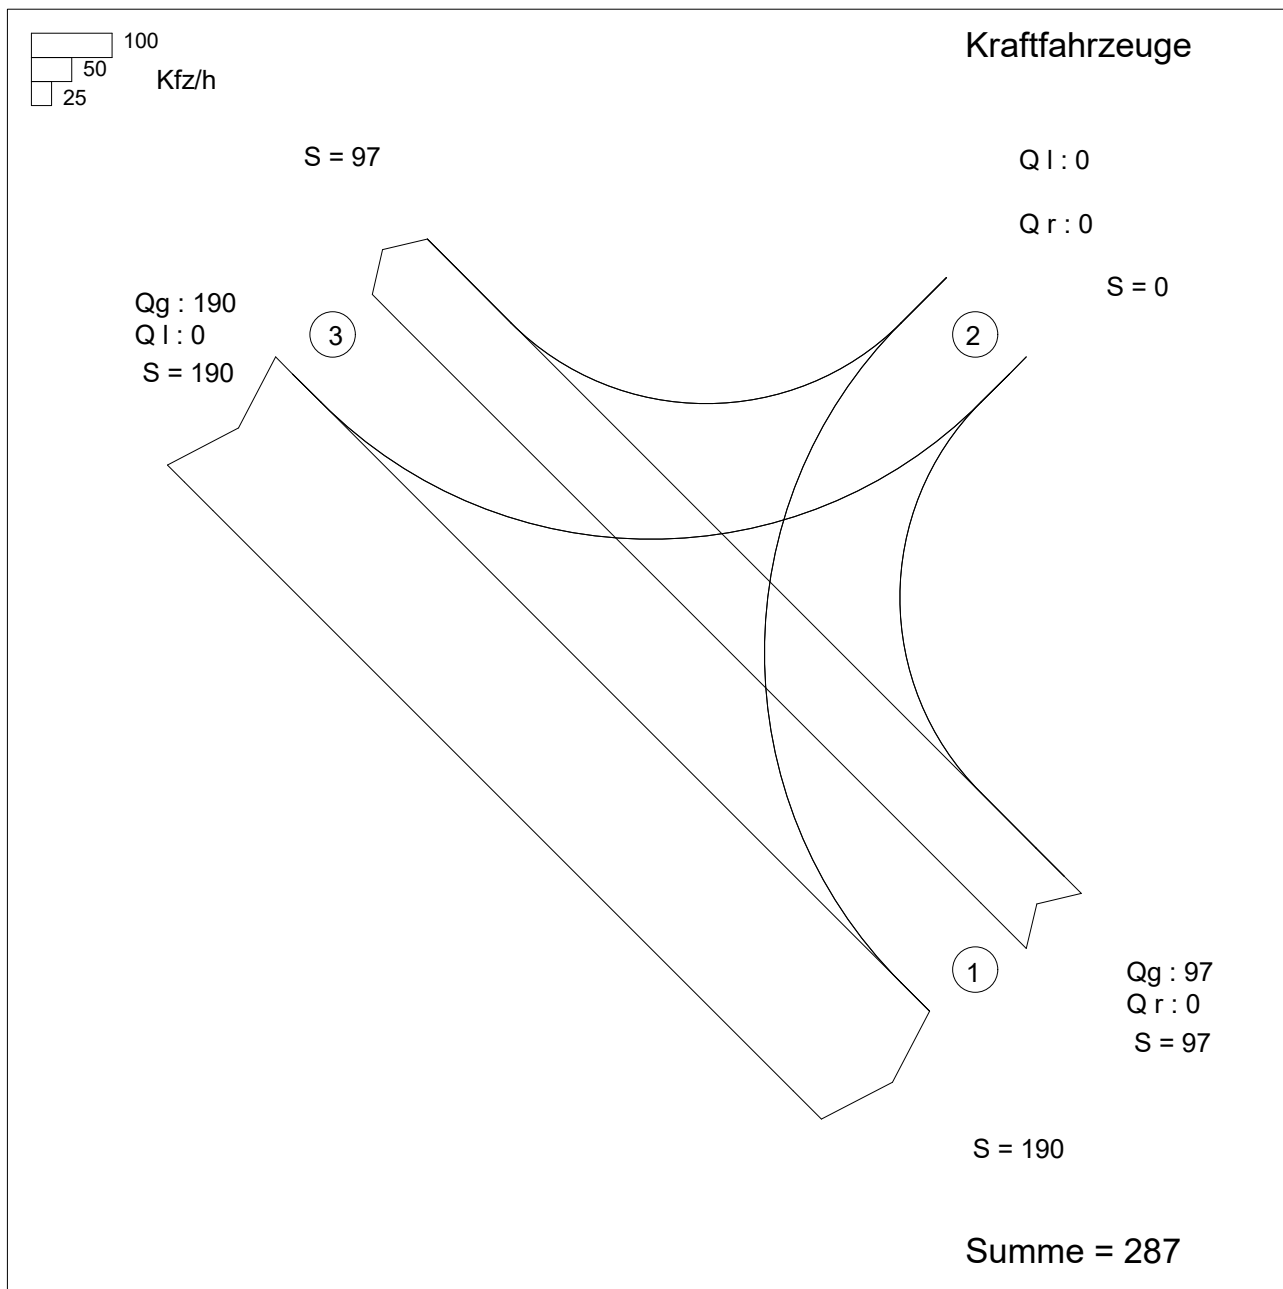 100
50
25
Kfz/h
Kraftfahrzeuge
S = 97
Q l : 0
Q r : 0
S = 0
Qg : 190
Q l : 0
S = 190
3
2
1
Qg : 97
Q r : 0
S = 97
S = 190
Summe = 287